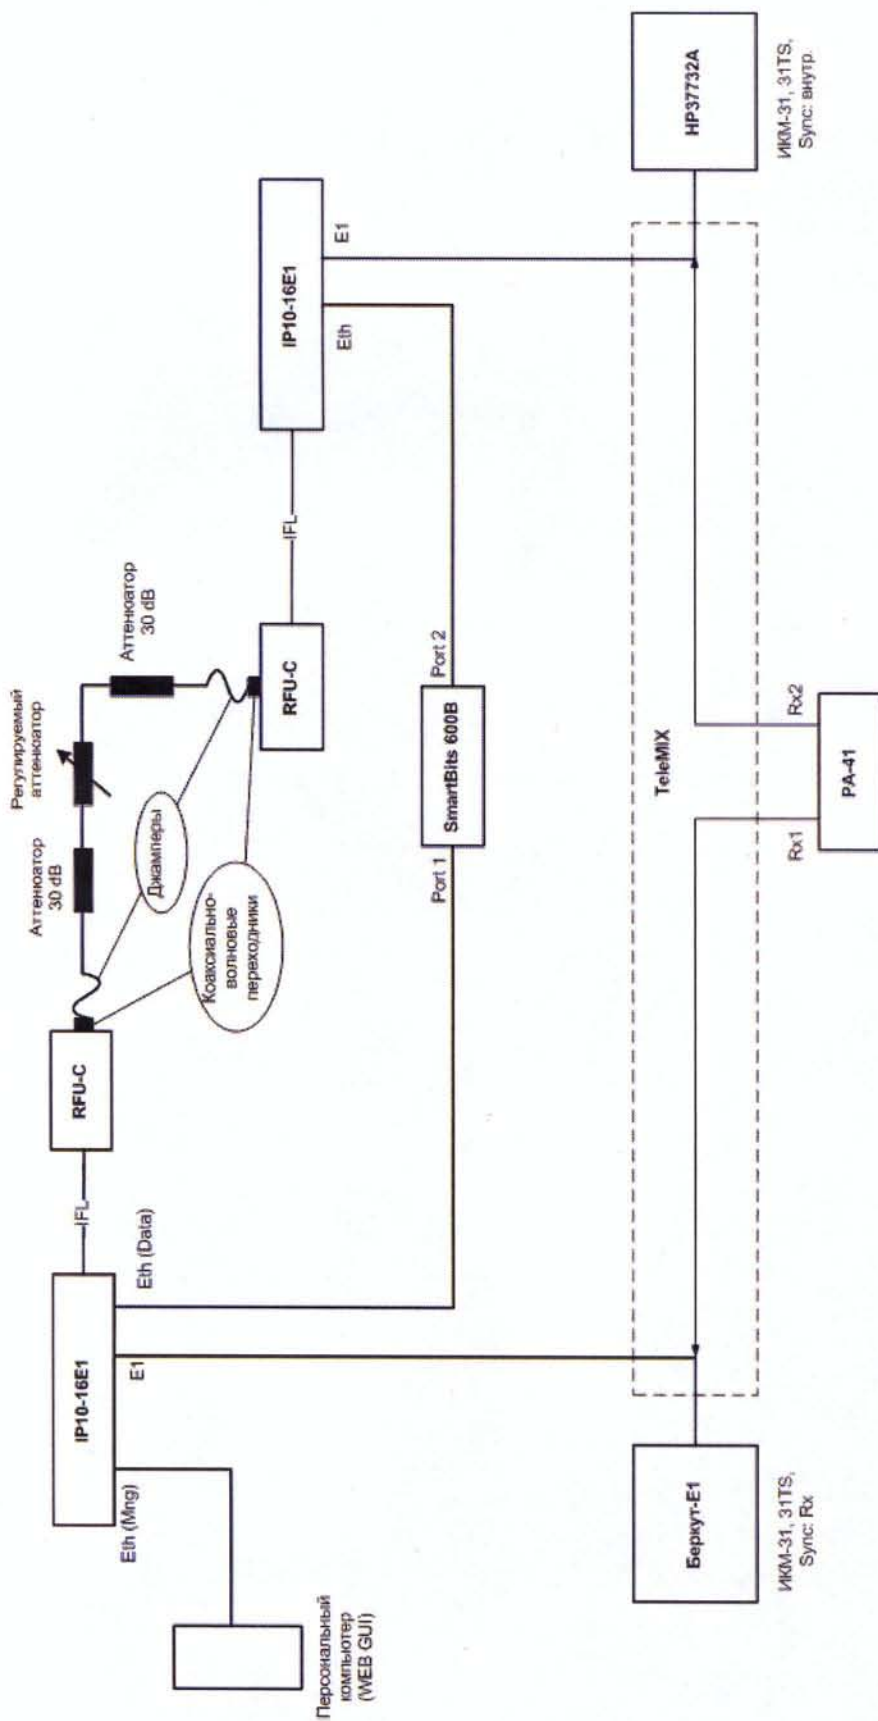 Персональный
компьютер
(WEB GUI)
Eth (Mng)
IP10-16E1
E1
Eth (Data)
IFL
RFU-C
Аттенюатор
30 dB
Регулируемый
аттенюатор
Аттенюатор
30 dB
Джамперы
Коаксиально-
волновые
переходники
RFU-C
IFL
IP10-16E1
Eth
E1
Port 1
SmartBits 600B
Port 2
TeleMIX
Беркут-E1
ИКМ-31, 31TS,
Sync: Rx
Rx1
Rx2
PA-41
HP37732A
ИКМ-31, 31TS,
Sync: внутр.